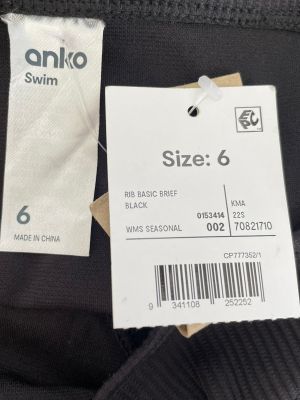 anko
Swim
6
MADE IN CHINA
EPC
Size: 6
RIB BASIC BRIEF
BLACK
KMA
0153414
22S
WMS SEASONAL
002
70821710
CP777352/1
9 341108 252252